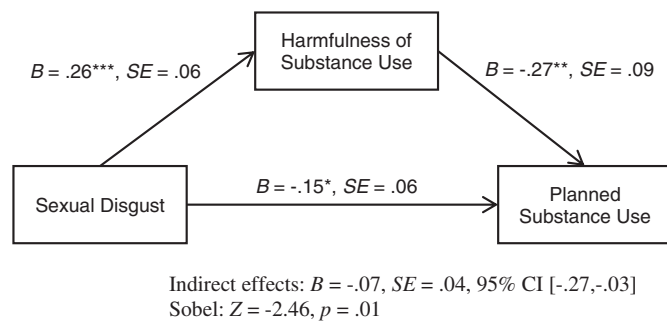 Harmfulness of
Substance Use
B = .26***, SE = .06
B = -.27**, SE = .09
Sexual Disgust
B = -.15*, SE = .06
Planned
Substance Use
Indirect effects: B = -.07, SE = .04, 95% CI [-.27,-.03]
Sobel: Z = -2.46, p = .01